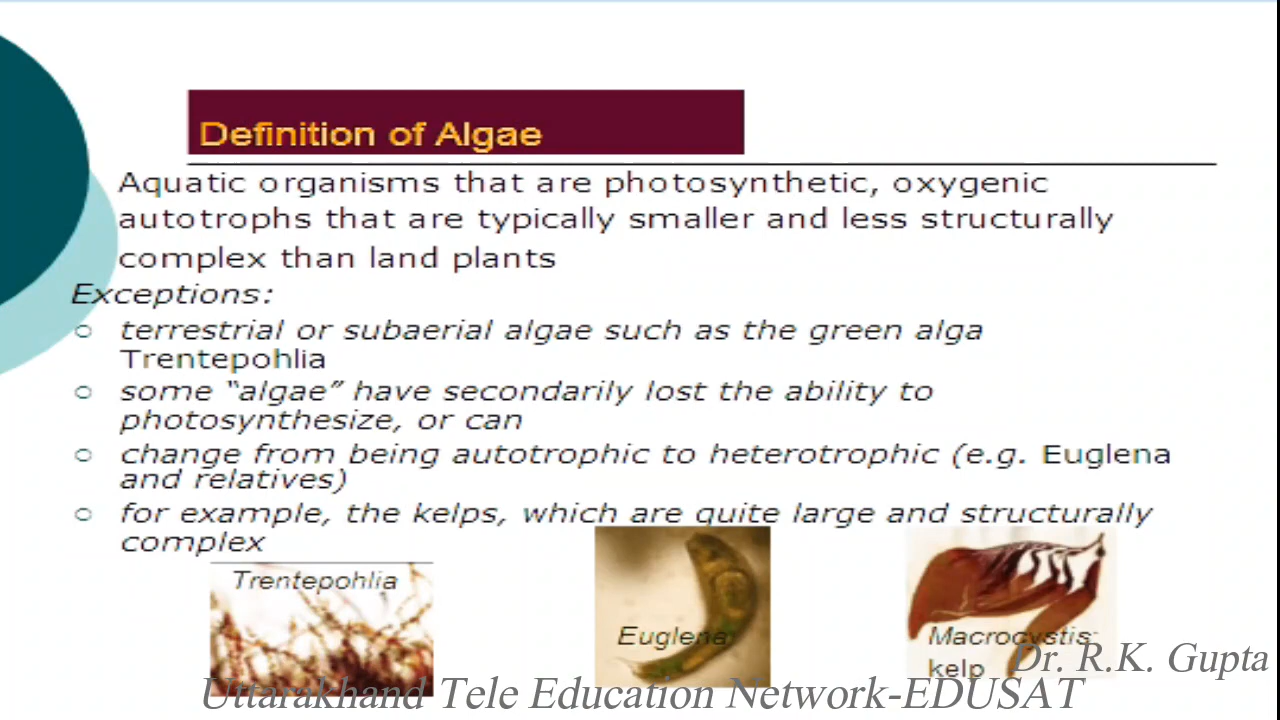 Definition of Algae
Aquatic organisms that are photosynthetic, oxygenic
autotrophs that are typically smaller and less structurally
complex than land plants
Exceptions:
terrestrial or subaerial algae such as the green alga
Trentepohlia
some “algae” have secondarily lost the ability to
photosynthesize, or can
change from being autotrophic to heterotrophic (e.g. Euglena
and relatives)
for example, the kelps, which are quite large and structurally
complex
Trentepohlia
Euglena
Macrocystis:
kelp
Dr. R.K. Gupta
Uttarakhand Tele Education Network-EDUSAT